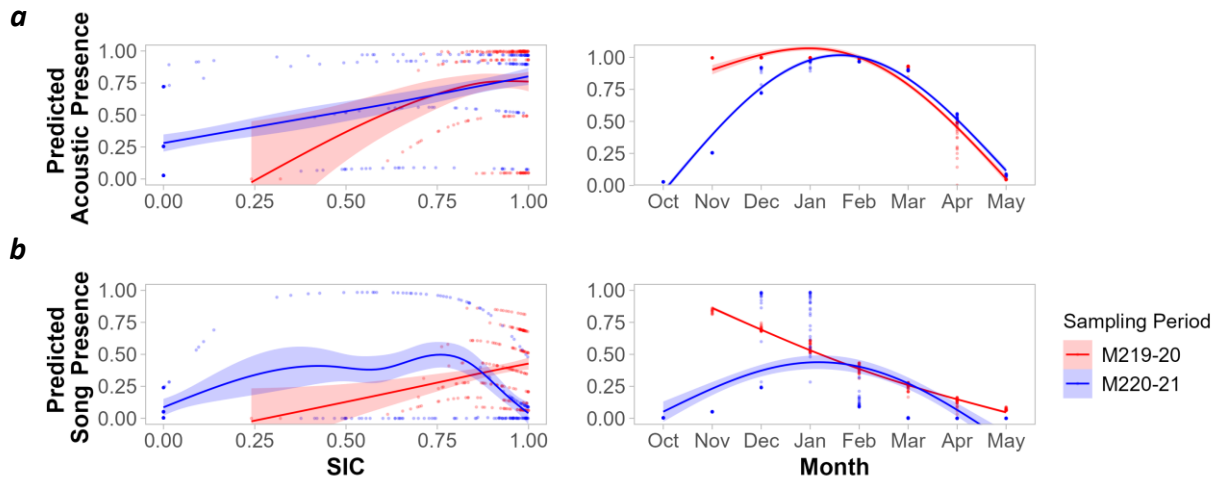 a
Predicted
Acoustic Presence
1.00
0.75
0.50
0.25
0.00
0.00 0.25 0.50 0.75 1.00
1.00
0.75
0.50
0.25
0.00
Oct Nov Dec Jan Feb Mar Apr May
b
Predicted
Song Presence
1.00
0.75
0.50
0.25
0.00
0.00 0.25 0.50 0.75 1.00
SIC
1.00
0.75
0.50
0.25
0.00
Oct Nov Dec Jan Feb Mar Apr May
Month
Sampling Period
M219-20
M220-21